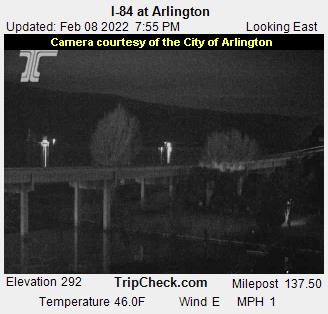 I-84 at Arlington
Updated: Feb 08 2022 7:55 PM Looking East
Camera courtesy of the City of Arlington
Elevation 292 TripCheck.com Milepost 137.50
Temperature 46.0F Wind E MPH 1